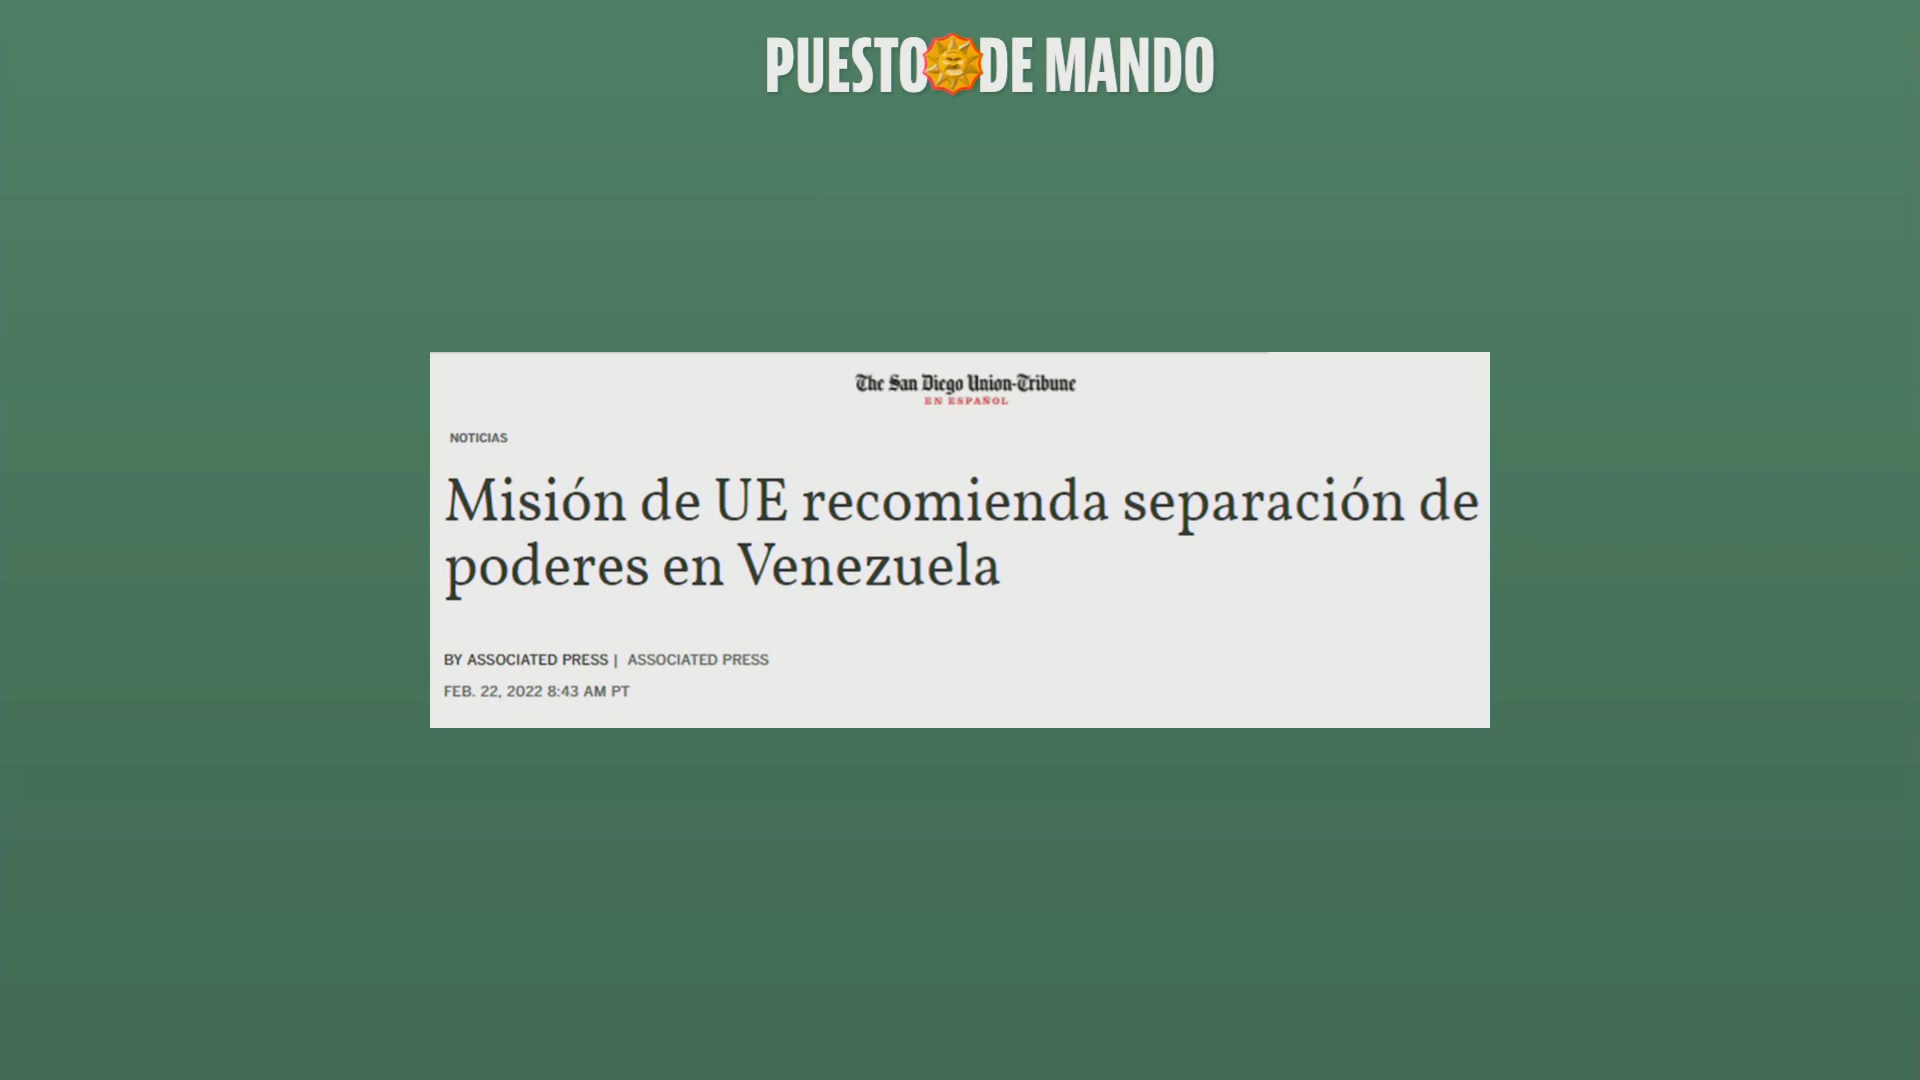 PUESTO DE MANDO
The San Diego Union-Tribune
EN ESPAÑOL
NOTICIAS
Misión de UE recomienda separación de
poderes en Venezuela
BY ASSOCIATED PRESS | ASSOCIATED PRESS
FEB. 22, 2022 8:43 AM PT